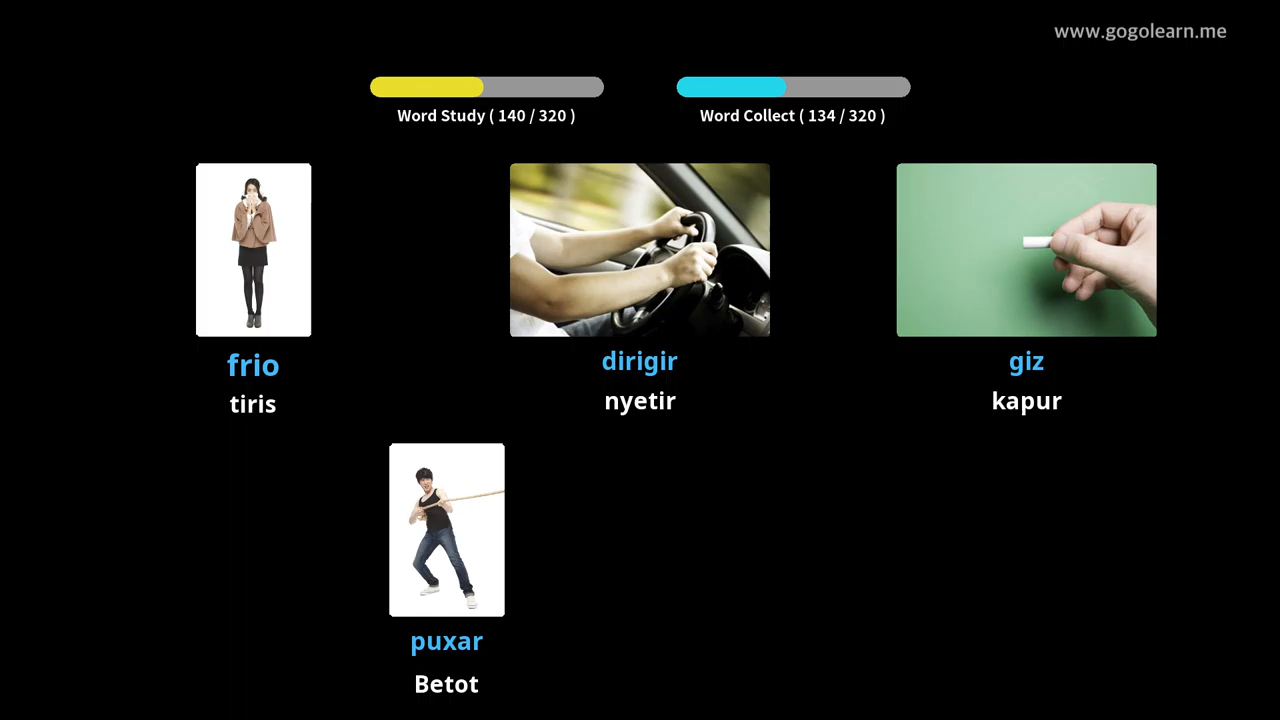 www.gogolearn.me
Word Study ( 140 / 320 )
Word Collect ( 134 / 320 )
frio
tiris
dirigir
nyetir
giz
kapur
puxar
Betot